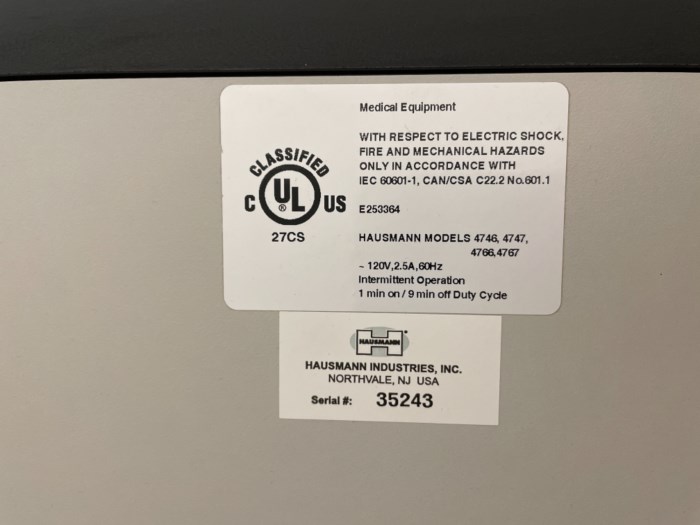 Medical Equipment
WITH RESPECT TO ELECTRIC SHOCK,
FIRE AND MECHANICAL HAZARDS
ONLY IN ACCORDANCE WITH
IEC 60601-1, CAN/CSA C22.2 No.601.1
CLASSIFIED
C UL ® US
27CS
E253364
HAUSMANN MODELS 4746, 4747,
4766,4767
~ 120V,2.5A,60Hz
Intermittent Operation
1 min on / 9 min off Duty Cycle
HAUSMANN
HAUSMANN INDUSTRIES, INC.
NORTHVALE, NJ USA
Serial #: 35243